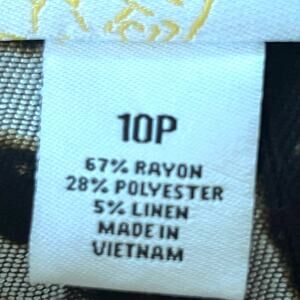 10P
67% RAYON
28% POLYESTER
5% LINEN
MADE IN
VIETNAM